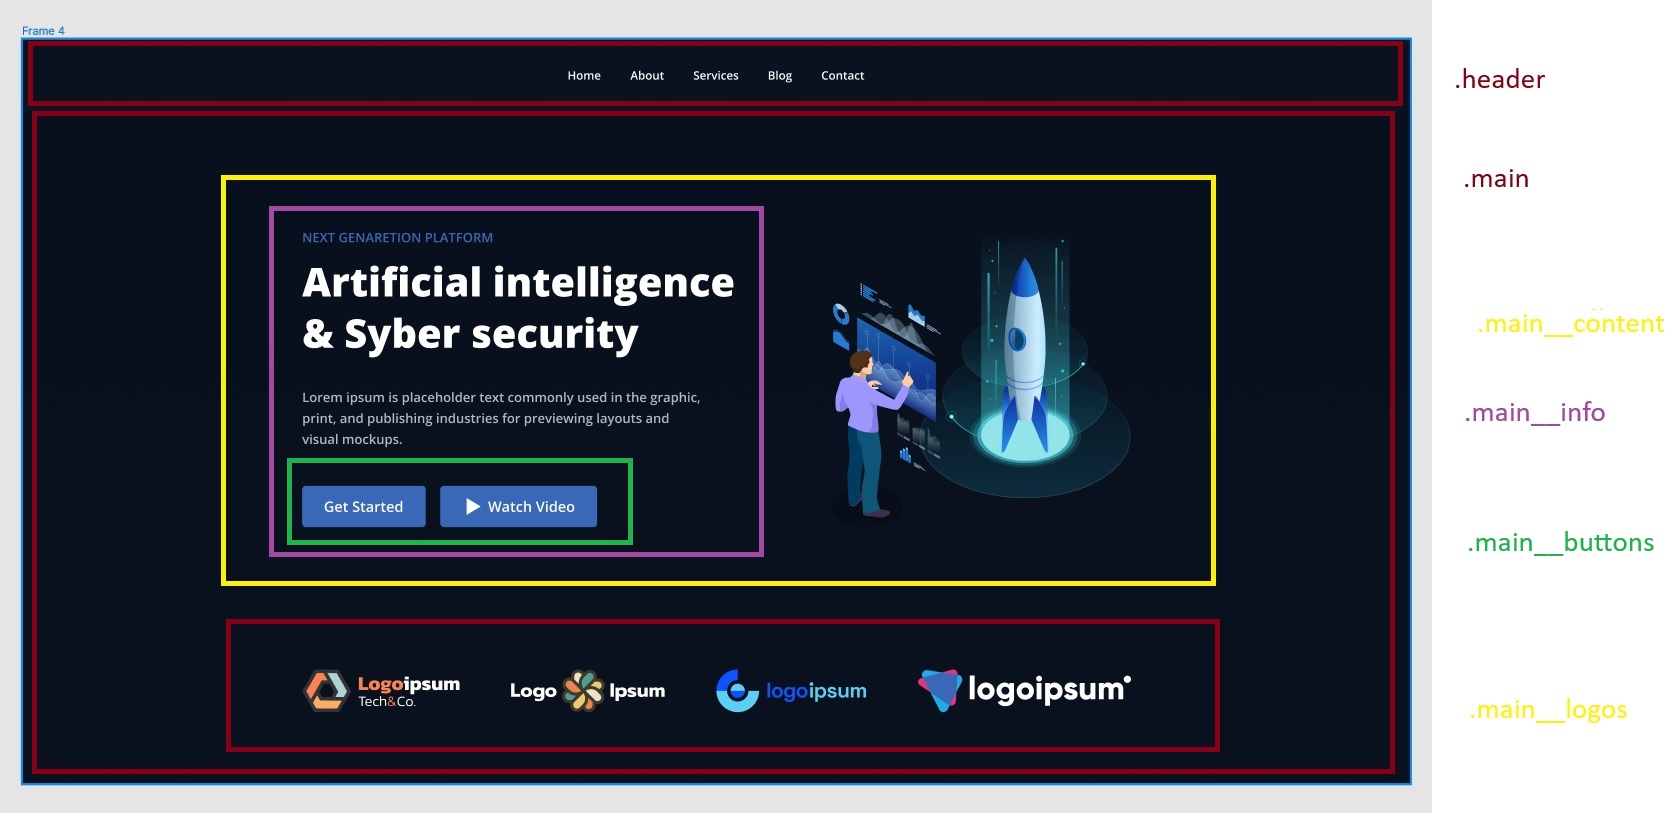 Frame 4
Home About Services Blog Contact
.header
.main
NEXT GENARETION PLATFORM
Artificial intelligence
& Syber security
.main__content
Lorem ipsum is placeholder text commonly used in the graphic,
print, and publishing industries for previewing layouts and
visual mockups.
.main__info
Get Started Watch Video
.main__buttons
Logoipsum
Tech&Co.
Logo Ipsum
logoipsum
logoipsum
.main__logos